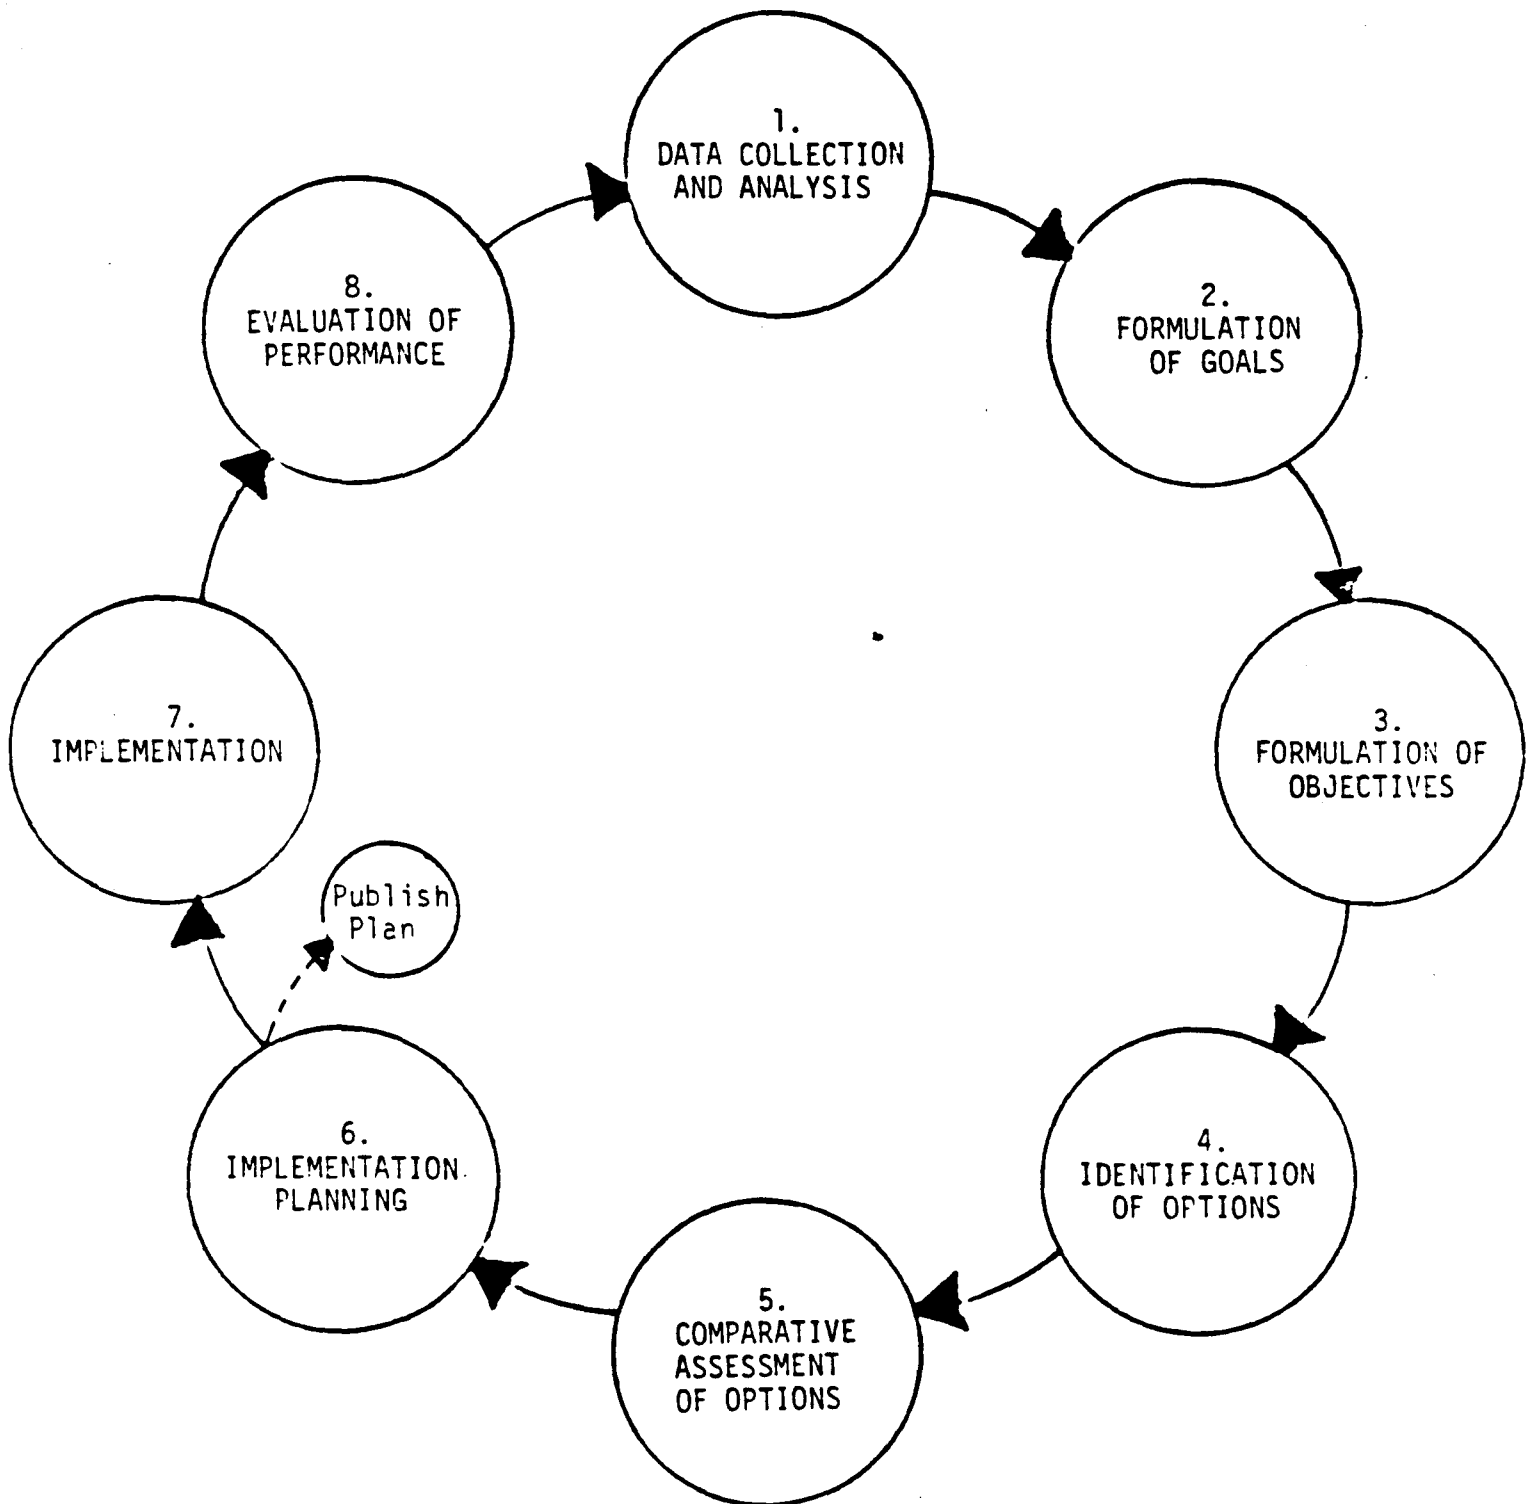 1.
DATA COLLECTION
AND ANALYSIS
2.
FORMULATION
OF GOALS
3.
FORMULATION OF
OBJECTIVES
4.
IDENTIFICATION
OF OPTIONS
5.
COMPARATIVE
ASSESSMENT
OF OPTIONS
6.
IMPLEMENTATION
PLANNING
Publish
Plan
7.
IMPLEMENTATION
8.
EVALUATION OF
PERFORMANCE